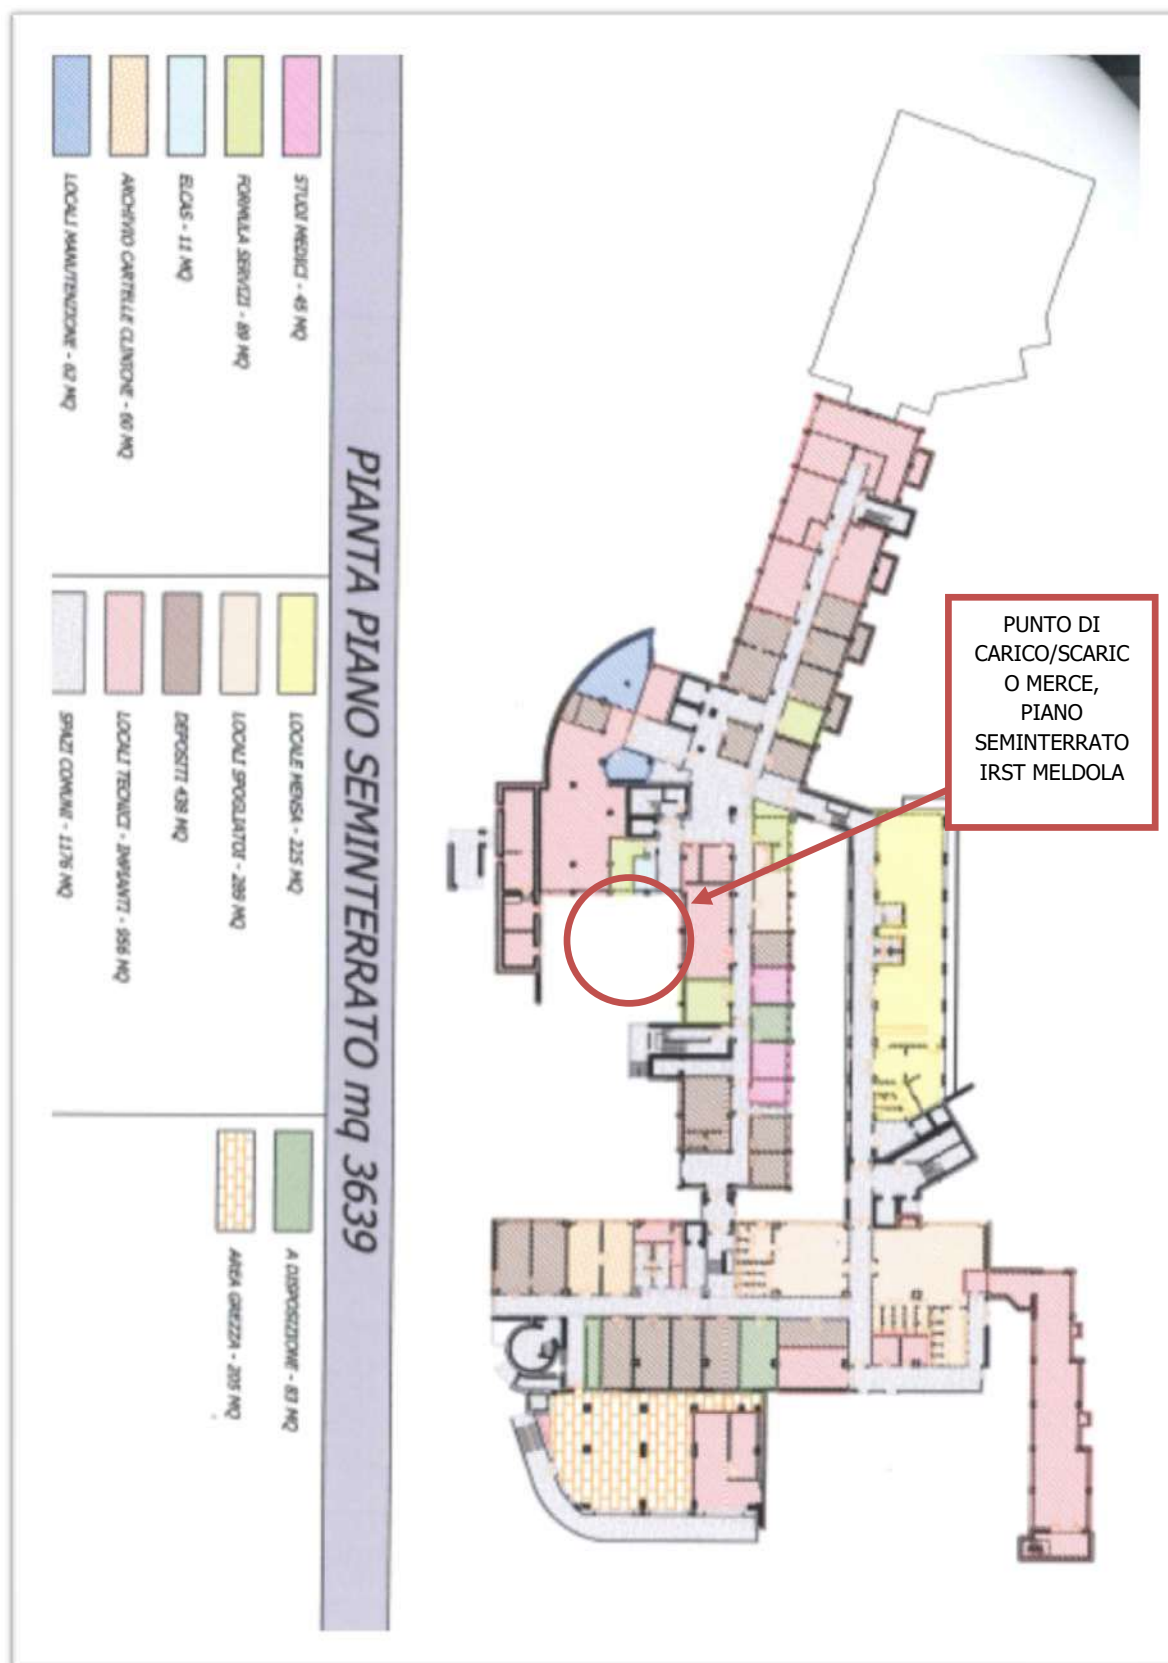 PUNTO DI
CARICO/SCARIC
O MERCE,
PIANO
SEMINTERRATO
IRST MELDOLA
PIANTA PIANO SEMINTERRATO mq 3639
STUDI MEDICI - 45 MQ
FORMULA SERVIZI - 89 MQ
ELCAS - 11 MQ
ARCHIVIO CARTELLE CLINICHE - 60 MQ
LOCALI MANUTENZIONE - 62 MQ
LOCALE MENSA - 225 MQ
LOCALI SPOGLIATOI - 289 MQ
DEPOSITI 439 MQ
LOCALI TECNICI - IMPIANTI - 956 MQ
SPAZI COMUNI - 1176 MQ
A DISPOSIZIONE - 83 MQ
AREA GREZZA - 205 MQ